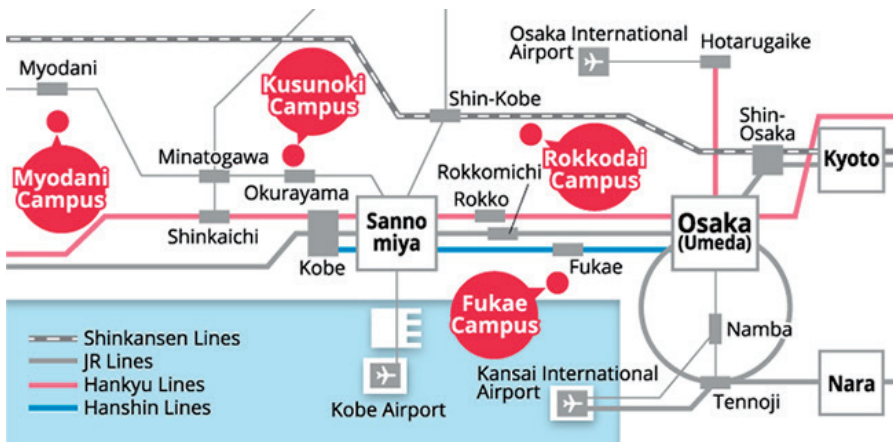 Osaka International
Airport
Hotarugaike
Myodani
Kusunoki
Campus
Shin-Kobe
Shin-
Osaka
Kyoto
Minatogawa
Rokkodai
Campus
Myodani
Campus
Okurayama
Rokkomichi
Rokko
Sanno
miya
Osaka
(Umeda)
Shinkaichi
Kobe
Fukae
Fukae
Campus
Namba
Shinkansen Lines
JR Lines
Hankyu Lines
Hanshin Lines
Kobe Airport
Kansai International
Airport
Tennoji
Nara